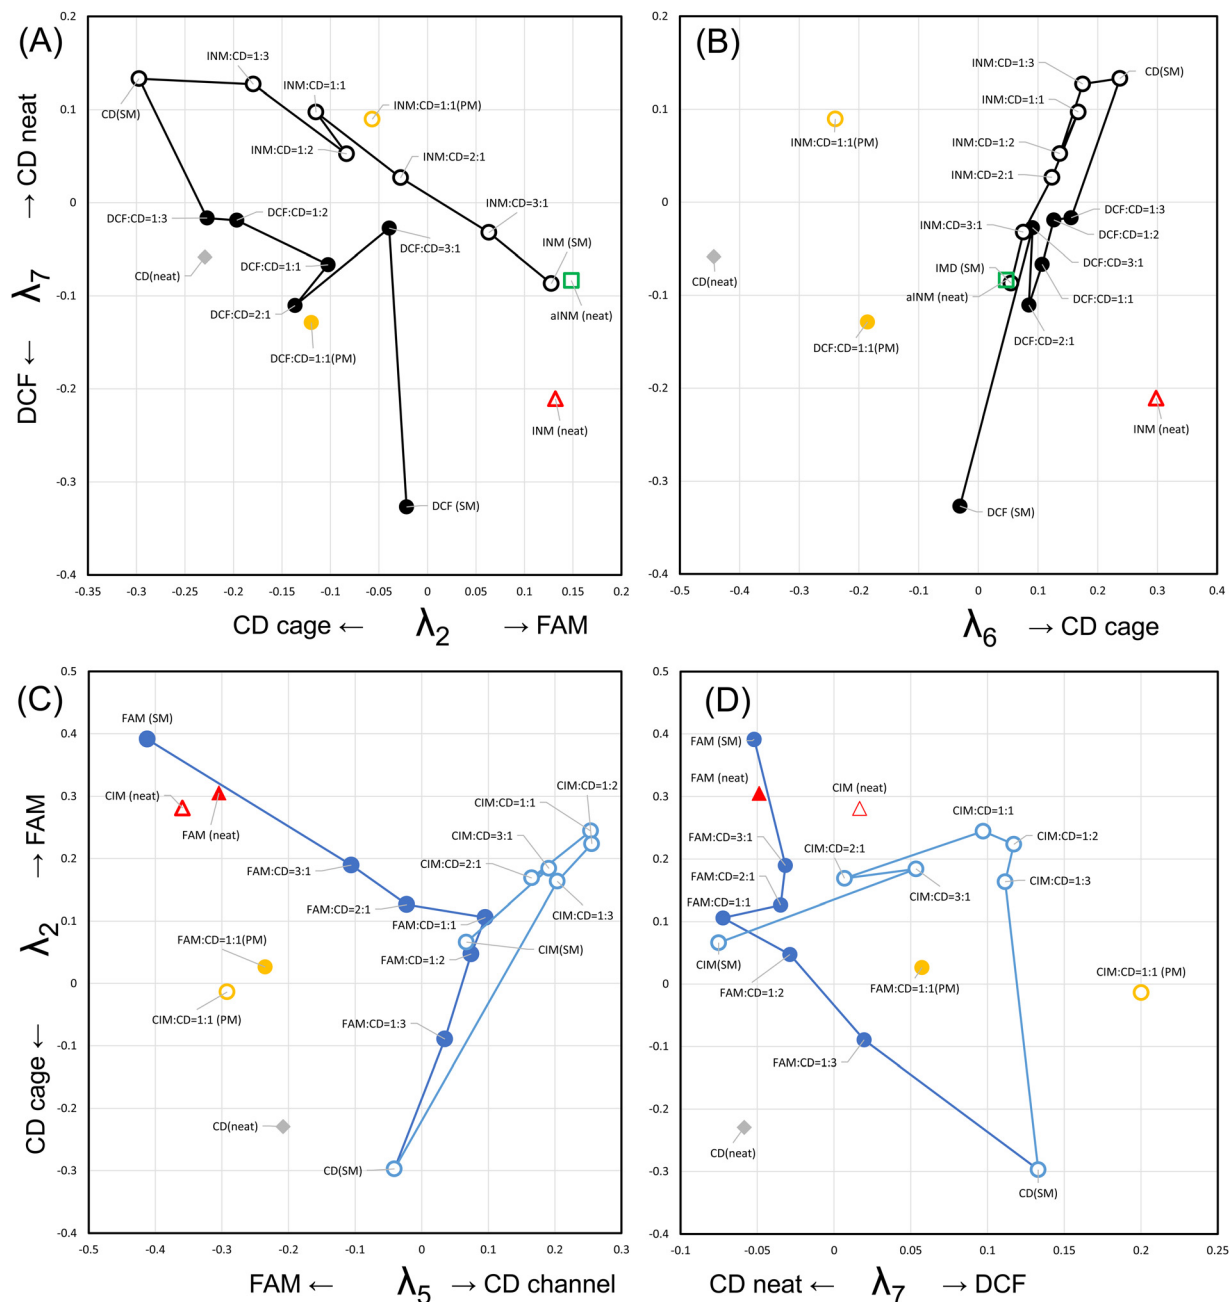 (A)
0.2
0.1
0
-0.1
-0.2
-0.3
-0.4
-0.35
-0.3
-0.25
-0.2
-0.15
-0.1
-0.05
0
0.05
0.1
0.15
0.2
DCF ← λ7 → CD neat
CD cage ← λ2 → FAM
CD(SM)
INM:CD=1:3
INM:CD=1:1
INM:CD=1:1(PM)
INM:CD=1:2
INM:CD=2:1
INM:CD=3:1
INM (SM)
aINM (neat)
INM (neat)
DCF:CD=1:3
DCF:CD=1:2
DCF:CD=3:1
CD(neat)
DCF:CD=1:1
DCF:CD=2:1
DCF:CD=1:1(PM)
DCF (SM)
(B)
0.2
0.1
0
-0.1
-0.2
-0.3
-0.4
-0.5
-0.4
-0.3
-0.2
-0.1
0
0.1
0.2
0.3
0.4
λ6 → CD cage
INM:CD=1:3
CD(SM)
INM:CD=1:1
INM:CD=1:1(PM)
INM:CD=1:2
INM:CD=2:1
INM:CD=3:1
DCF:CD=1:3
DCF:CD=1:2
DCF:CD=3:1
IMD (SM)
aINM (neat)
CD(neat)
DCF:CD=1:1
DCF:CD=2:1
DCF:CD=1:1(PM)
INM (neat)
DCF (SM)
(C)
0.5
0.4
0.3
0.2
0.1
0
-0.1
-0.2
-0.3
-0.4
-0.5
-0.4
-0.3
-0.2
-0.1
0
0.1
0.2
0.3
CD cage ← λ2 → FAM
FAM ← λ5 → CD channel
FAM (SM)
CIM (neat)
FAM (neat)
CIM:CD=1:2
CIM:CD=1:1
CIM:CD=3:1
CIM:CD=2:1
CIM:CD=1:3
FAM:CD=3:1
FAM:CD=2:1
FAM:CD=1:1
FAM:CD=1:1(PM)
CIM(SM)
FAM:CD=1:2
CIM:CD=1:1 (PM)
FAM:CD=1:3
CD(neat)
CD(SM)
(D)
0.5
0.4
0.3
0.2
0.1
0
-0.1
-0.2
-0.3
-0.4
-0.1
-0.05
0
0.05
0.1
0.15
0.2
0.25
CD neat ← λ7 → DCF
FAM (SM)
FAM (neat)
CIM (neat)
CIM:CD=1:1
CIM:CD=1:2
CIM:CD=2:1
CIM:CD=1:3
CIM:CD=3:1
FAM:CD=3:1
FAM:CD=2:1
FAM:CD=1:1
CIM(SM)
FAM:CD=1:2
FAM:CD=1:1(PM)
CIM:CD=1:1 (PM)
FAM:CD=1:3
CD(neat)
CD(SM)